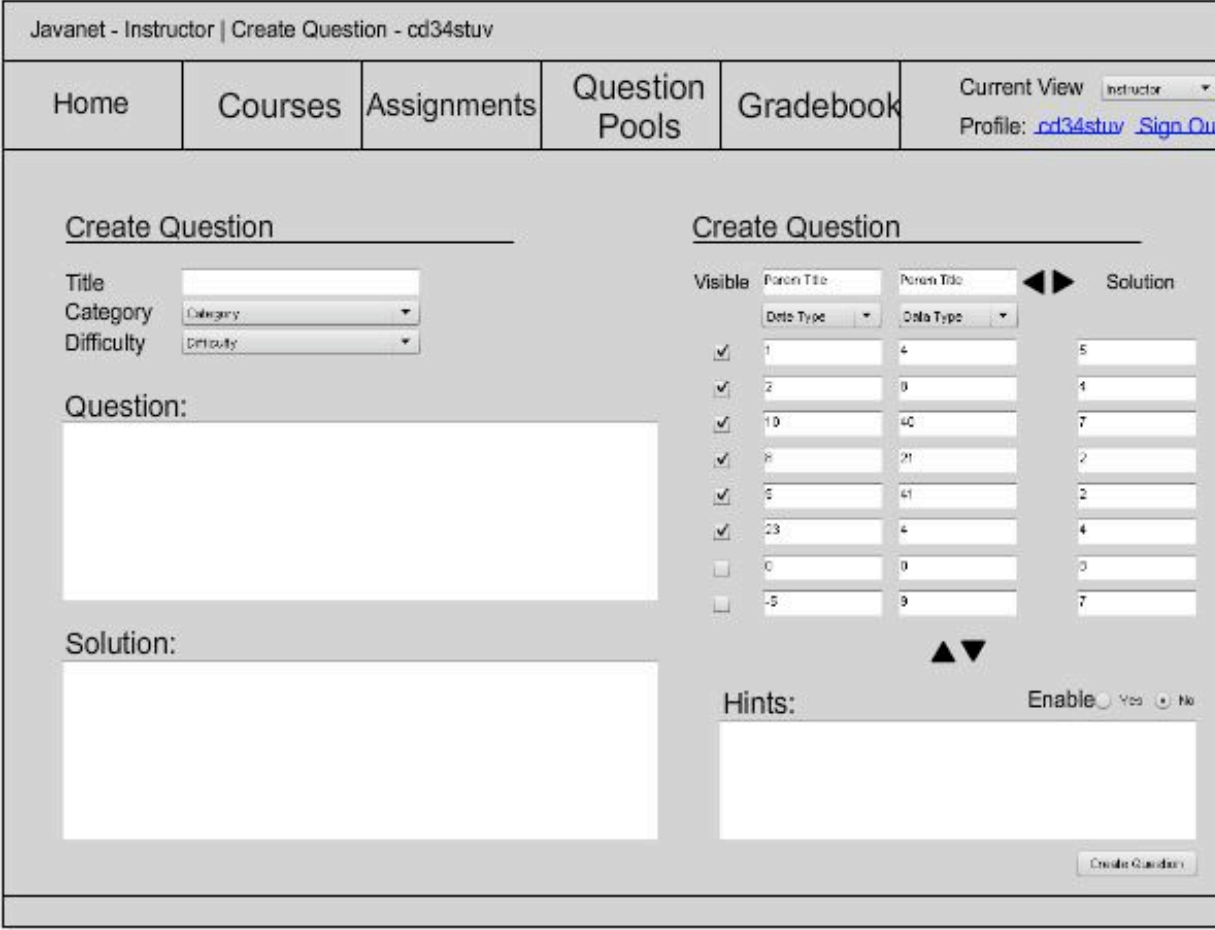 Javanet - Instructor | Create Question - cd34stuv
Home Courses Assignments Question Pools Gradebook
Current View Instructor
Profile: cd34stuv Sign Ou
Create Question
Title
Category Category
Difficulty Difficulty
Question:
Solution:
Create Question
Visible Param Title Param Title Solution
Data Type Data Type
1 4 5
2 8 4
10 40 7
8 21 2
41 2
23 4 4
0 0 0
-5 9 7
Hints: Enable Yes No
Create Question